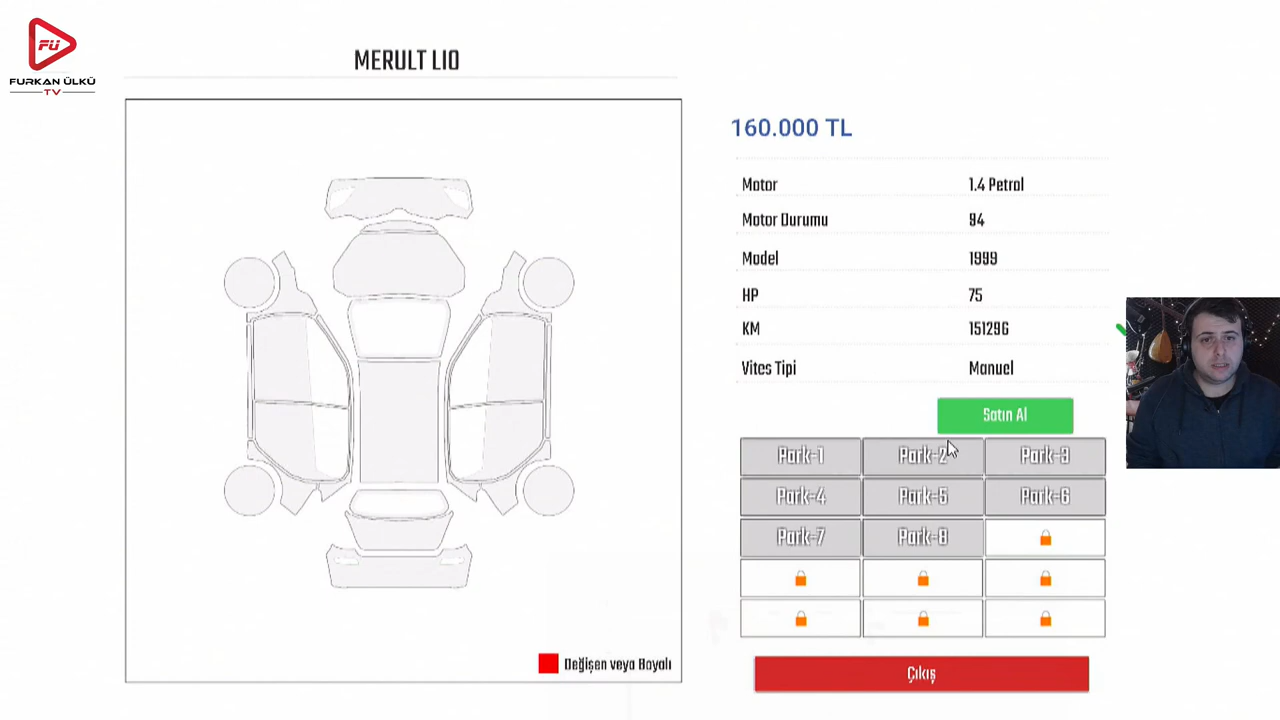 FU
FURKAN ÜLKÜ
TV
MERULT LIO
160.000 TL
Motor 1.4 Petrol
Motor Durumu 94
Model 1999
HP 75
KM 151296
Vites Tipi Manuel
Satın Al
Park-1 Park-2 Park-3
Park-4 Park-5 Park-6
Park-7 Park-8
Değişen veya Boyalı
Çıkış